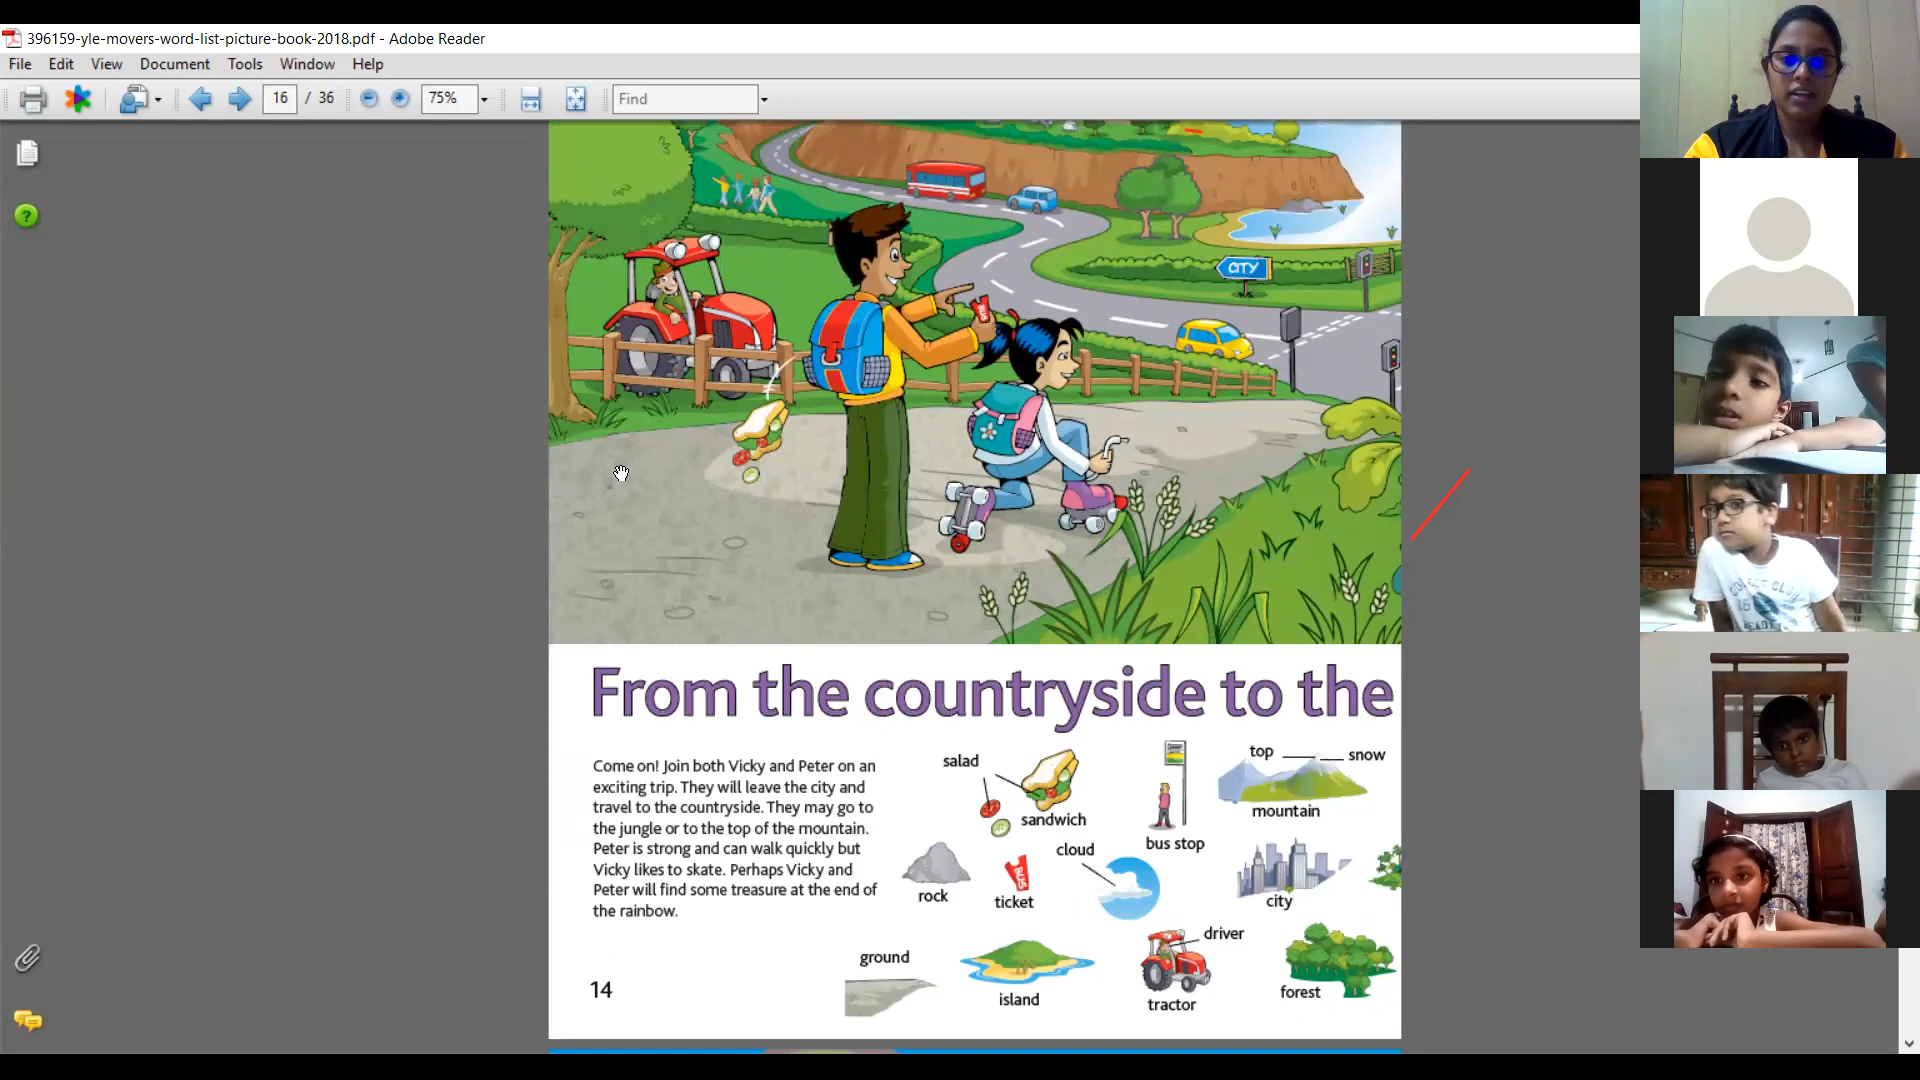 396159-yle-movers-word-list-picture-book-2018.pdf - Adobe Reader
File Edit View Document Tools Window Help
16 / 36 75% Find
CITY
BUS
From the countryside to the
Come on! Join both Vicky and Peter on an
exciting trip. They will leave the city and
travel to the countryside. They may go to
the jungle or to the top of the mountain.
Peter is strong and can walk quickly but
Vicky likes to skate. Perhaps Vicky and
Peter will find some treasure at the end of
the rainbow.
salad
sandwich
bus stop
top
snow
mountain
rock
BUS
ticket
cloud
city
ground
island
driver
tractor
forest
14